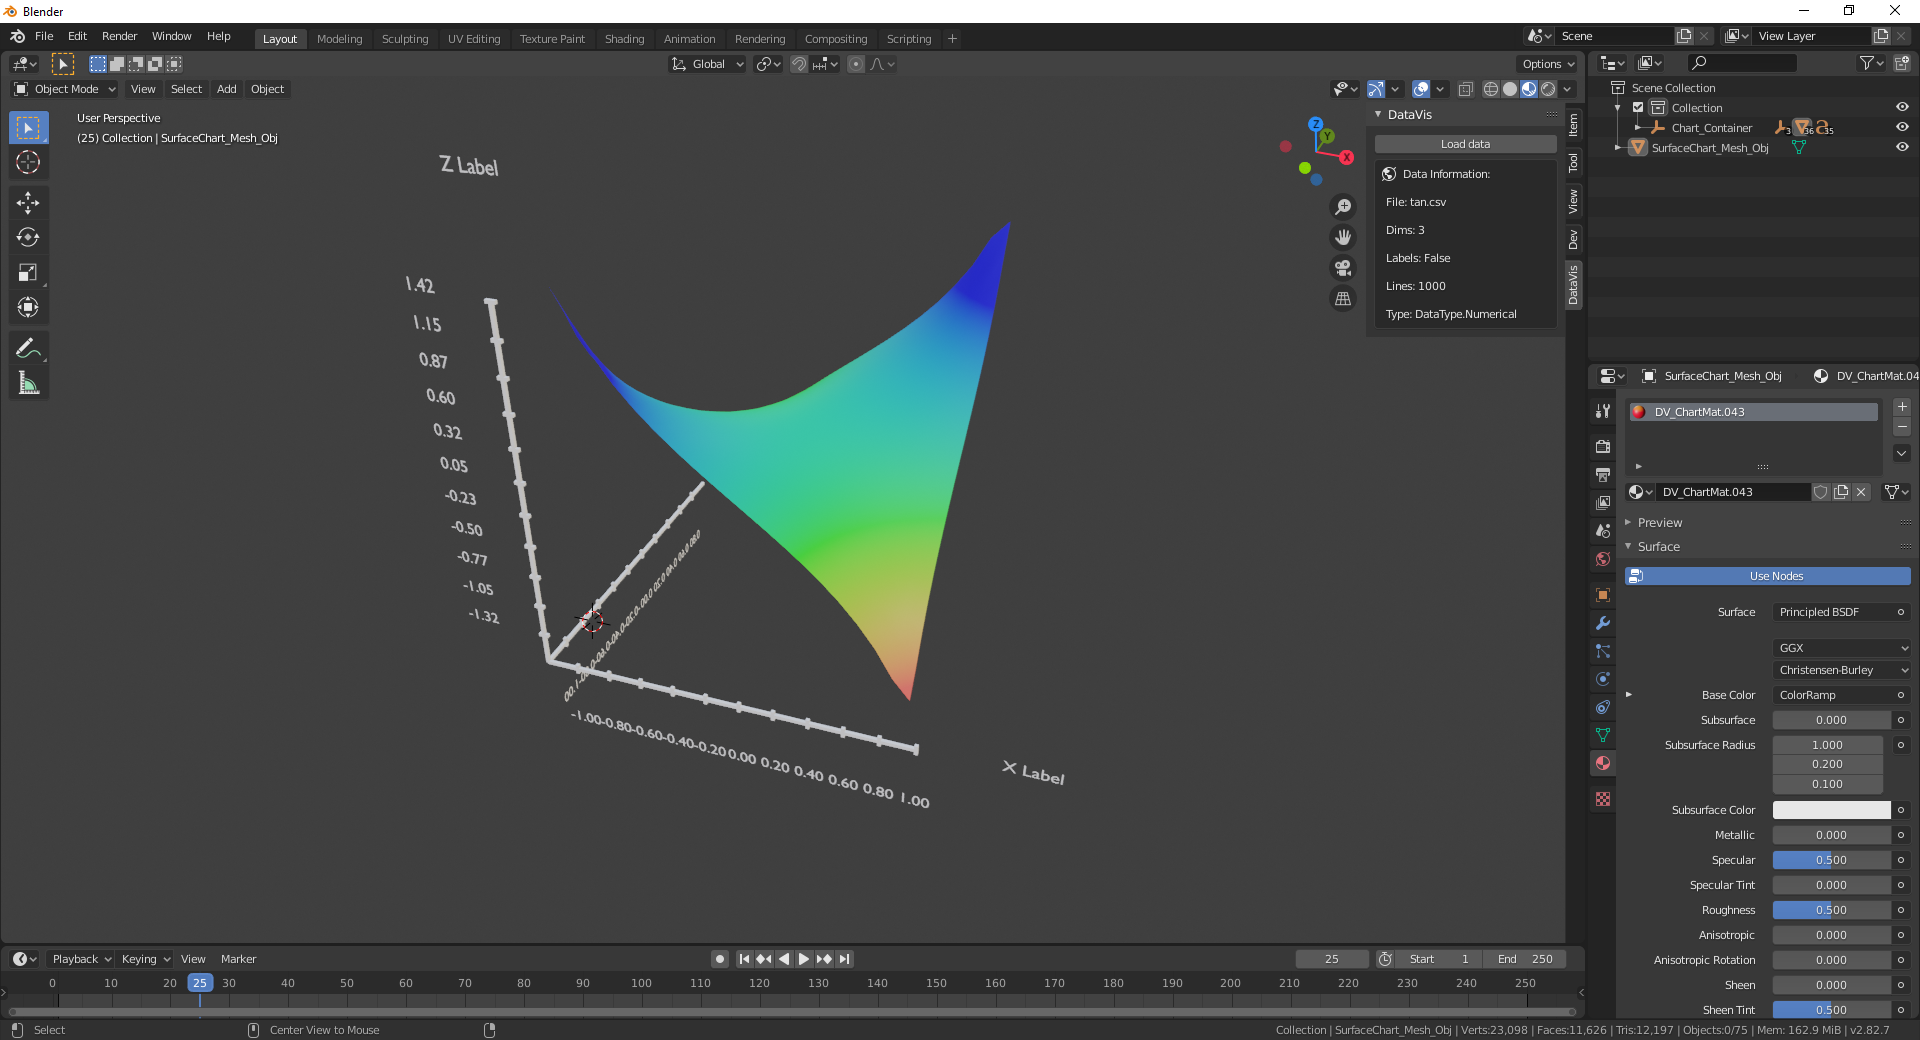 Blender
File Edit Render Window Help
Layout Modeling Sculpting UV Editing Texture Paint Shading Animation Rendering Compositing Scripting +
Scene
View Layer
Global
Options
Object Mode View Select Add Object
User Perspective
(25) Collection | SurfaceChart_Mesh_Obj
Z Label
1.42
1.15
0.87
0.60
0.32
0.05
-0.23
-0.50
-0.77
-1.05
-1.32
-1.00 -0.80 -0.60 -0.40 -0.20 0.00 0.20 0.40 0.60 0.80 1.00
X Label
Z
Y
X
DataVis
Load data
Data Information:
File: tan.csv
Dims: 3
Labels: False
Lines: 1000
Type: DataType.Numerical
Item
Tool
View
Dev
DataVis
Scene Collection
Collection
Chart_Container 3 36 35
SurfaceChart_Mesh_Obj
SurfaceChart_Mesh_Obj DV_ChartMat.04
DV_ChartMat.043
DV_ChartMat.043
Preview
Surface
Use Nodes
Surface Principled BSDF
GGX
Christensen-Burley
Base Color ColorRamp
Subsurface 0.000
Subsurface Radius 1.000
0.200
0.100
Subsurface Color
Metallic 0.000
Specular 0.500
Specular Tint 0.000
Roughness 0.500
Anisotropic 0.000
Anisotropic Rotation 0.000
Sheen 0.000
Sheen Tint 0.500
Playback Keying View Marker
25 Start 1 End 250
0 10 20 25 30 40 50 60 70 80 90 100 110 120 130 140 150 160 170 180 190 200 210 220 230 240 250
Select Center View to Mouse
Collection | SurfaceChart_Mesh_Obj | Verts:23,098 | Faces:11,626 | Tris:12,197 | Objects:0/75 | Mem: 162.9 MiB | v2.82.7